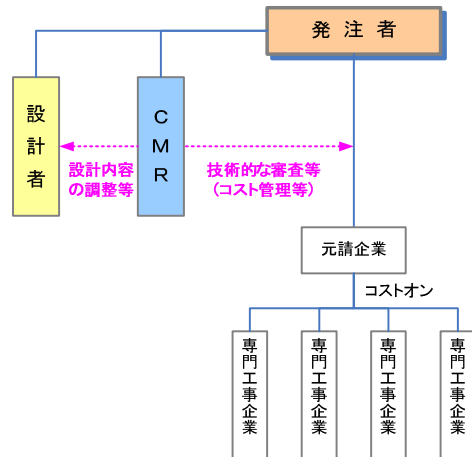 発注者
設計者
CMR
設計内容
の調整等
技術的な審査等
（コスト管理等）
元請企業
コストオン
専門工事企業
専門工事企業
専門工事企業
専門工事企業